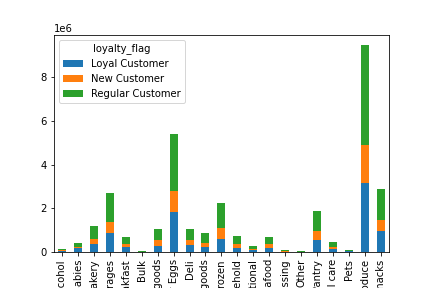 1e6
loyalty_flag
Loyal Customer
New Customer
Regular Customer
8
6
4
2
0
cohol
abies
akery
rages
kfast
Bulk
goods
Eggs
Deli
goods
rozen
ehold
tional
afood
ssing
Other
antry
l care
Pets
oduce
nacks